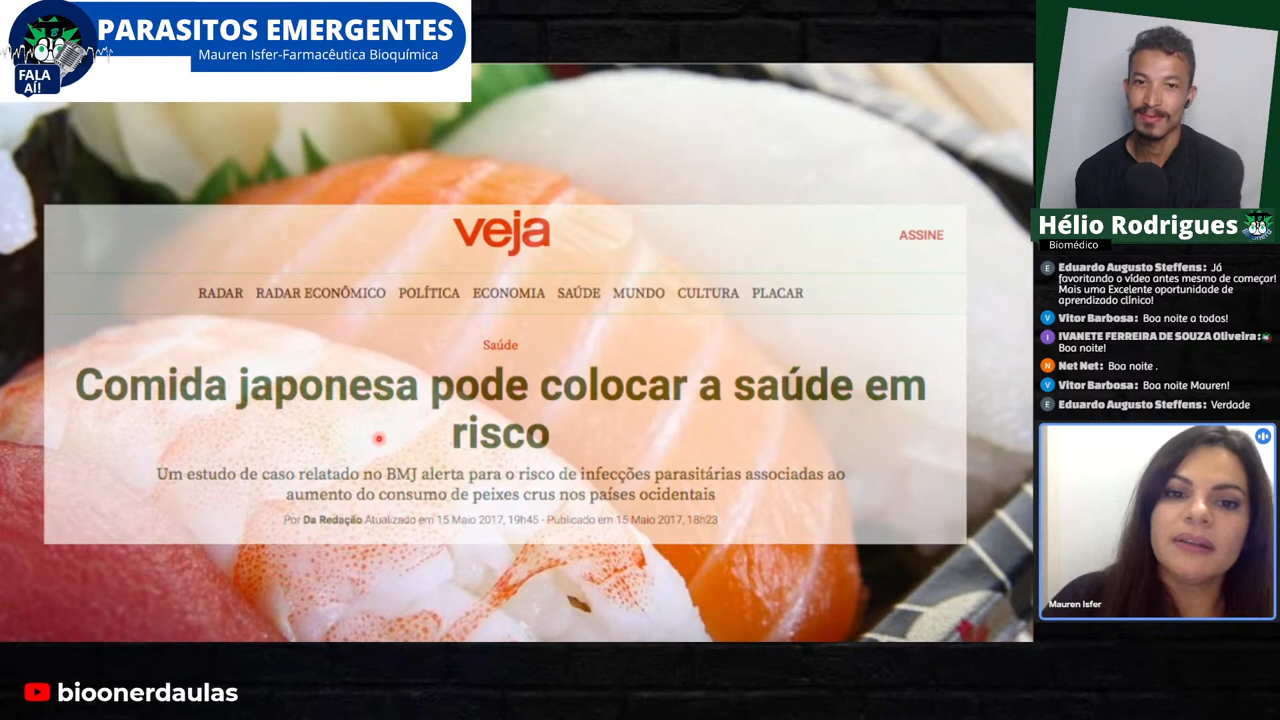 PARASITOS EMERGENTES
Mauren Isfer-Farmacêutica Bioquímica
FALA
AÍ!
veja
ASSINE
RADAR RADAR ECONÔMICO POLÍTICA ECONOMIA SAÚDE MUNDO CULTURA PLACAR
Saúde
Comida japonesa pode colocar a saúde em
risco
Um estudo de caso relatado no BMJ alerta para o risco de infecções parasitárias associadas ao
aumento do consumo de peixes crus nos países ocidentais
Por Da Redação Atualizado em 15 Maio 2017, 19h45 - Publicado em 15 Maio 2017, 18h23
Hélio Rodrigues
Biomédico
E Eduardo Augusto Steffens: Já
favoritando o vídeo antes mesmo de começar!
Mais uma Excelente oportunidade de
aprendizado clínico!
V Vitor Barbosa: Boa noite a todos!
I IVANETE FERREIRA DE SOUZA Oliveira:
Boa noite!
N Net Net: Boa noite .
V Vitor Barbosa: Boa noite Mauren!
E Eduardo Augusto Steffens: Verdade
Mauren Isfer
bioonerdaulas